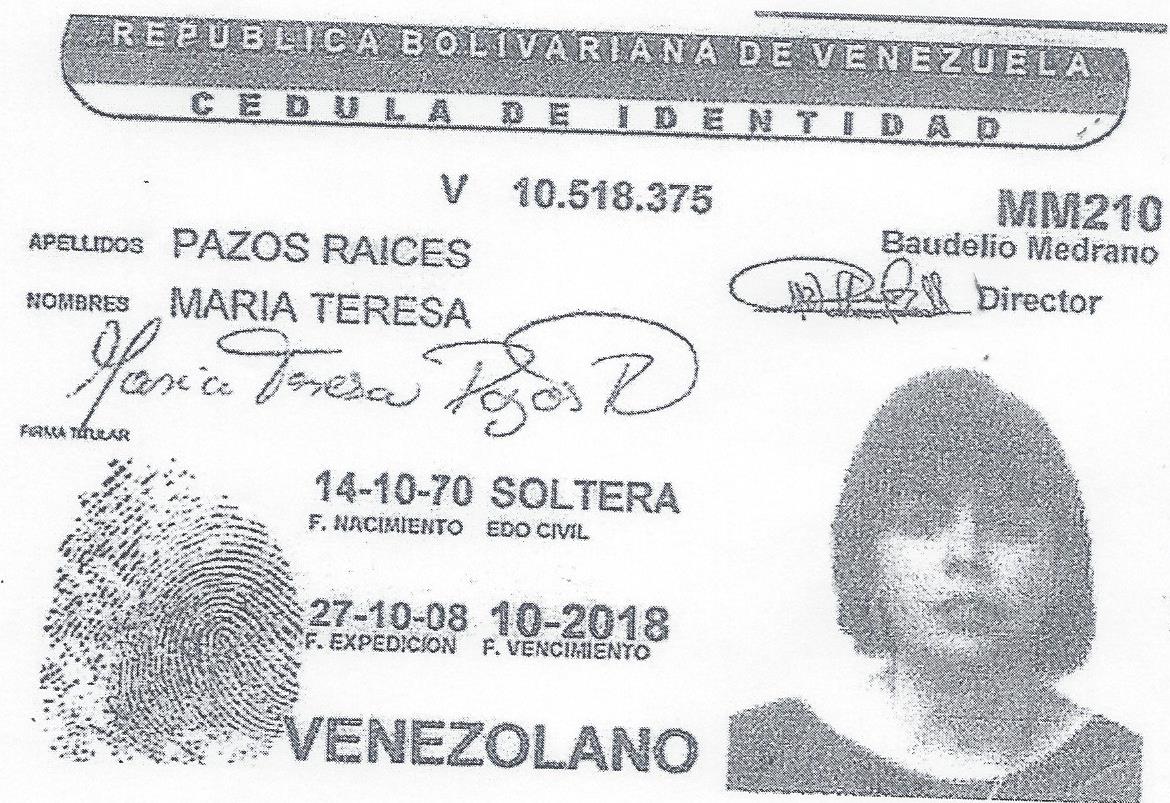 REPUBLICA BOLIVARIANA DE VENEZUELA
CEDULA DE IDENTIDAD
V 10.518.375
MM210
Baudelio Medrano
Director
APELLIDOS PAZOS RAICES
NOMBRES MARIA TERESA
Maria Teresa Pazos R
FIRMA TITULAR
14-10-70 SOLTERA
F. NACIMIENTO EDO CIVIL
27-10-08 10-2018
F. EXPEDICION F. VENCIMIENTO
VENEZOLANO